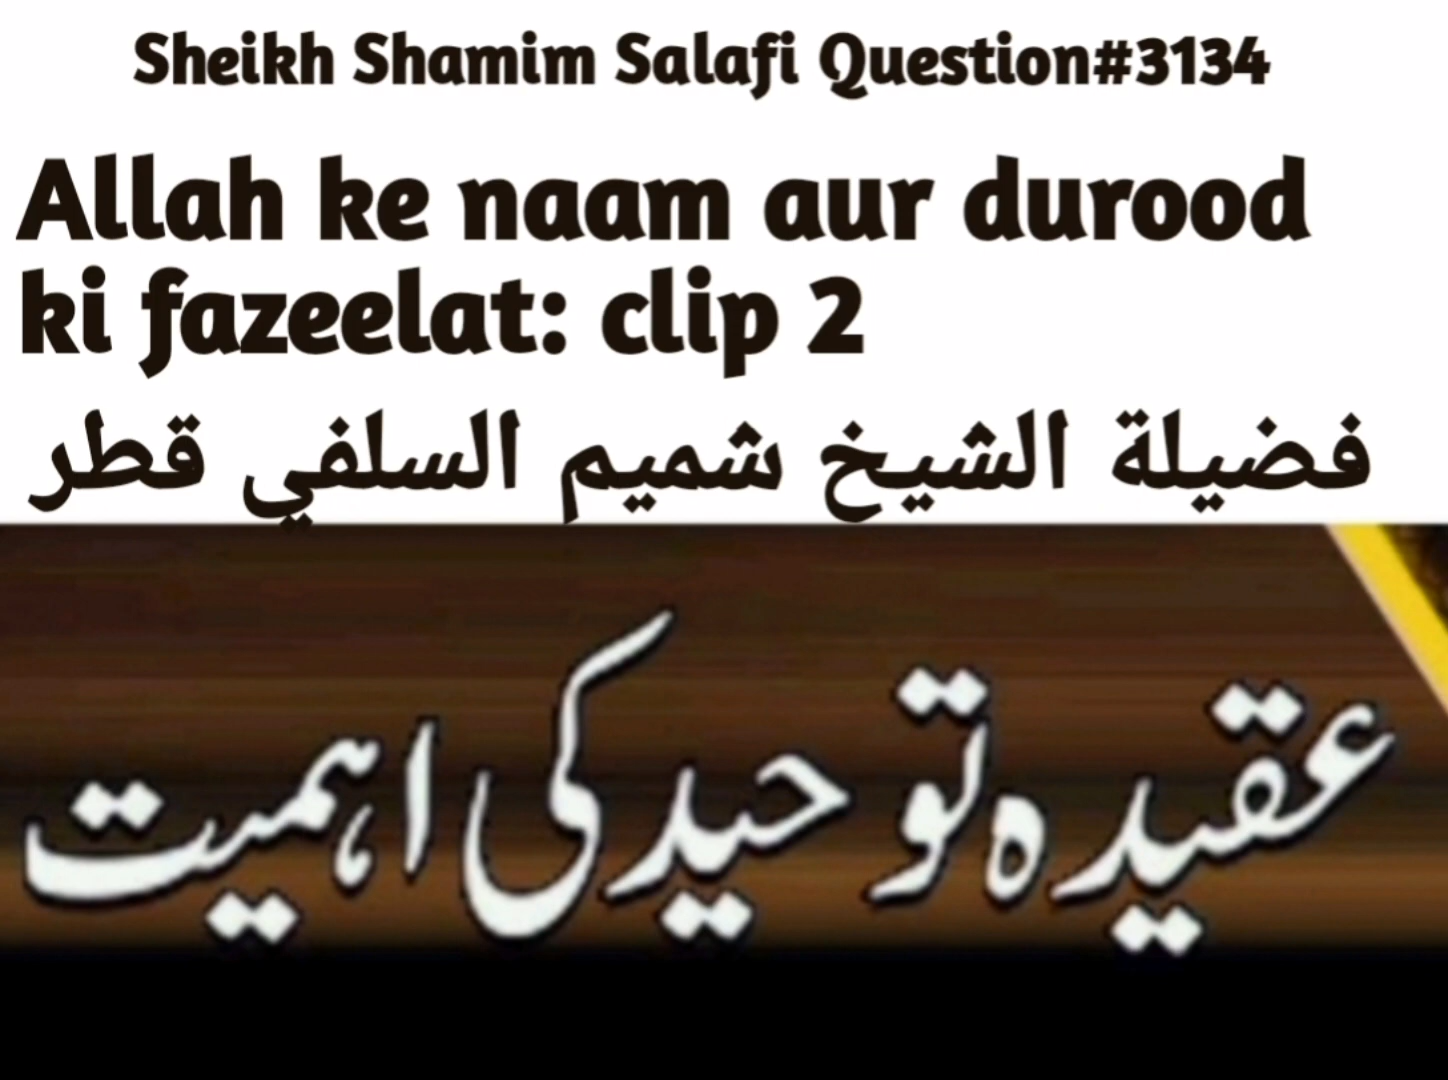 Sheikh Shamim Salafi Question#3134
Allah ke naam aur durood
ki fazeelat: clip 2
فضيلة الشيخ شميم السلفي قطر
عقیدہ توحید کی اہمیت